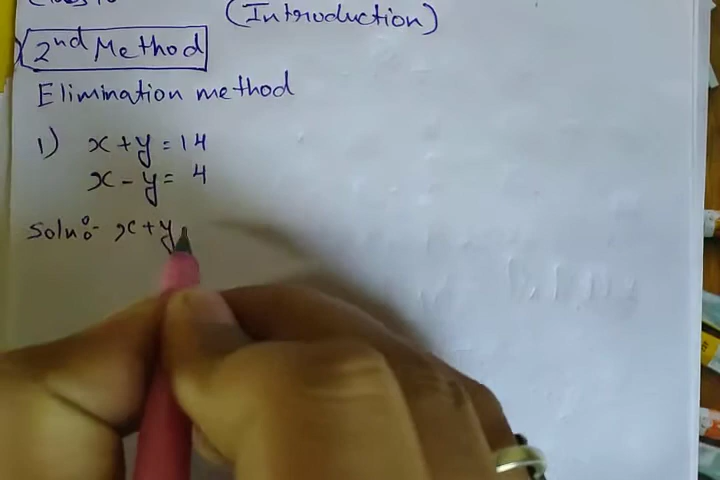 (Introduction)
2nd Method
Elimination method
1) x + y = 14
x - y = 4
Soln:- x + y